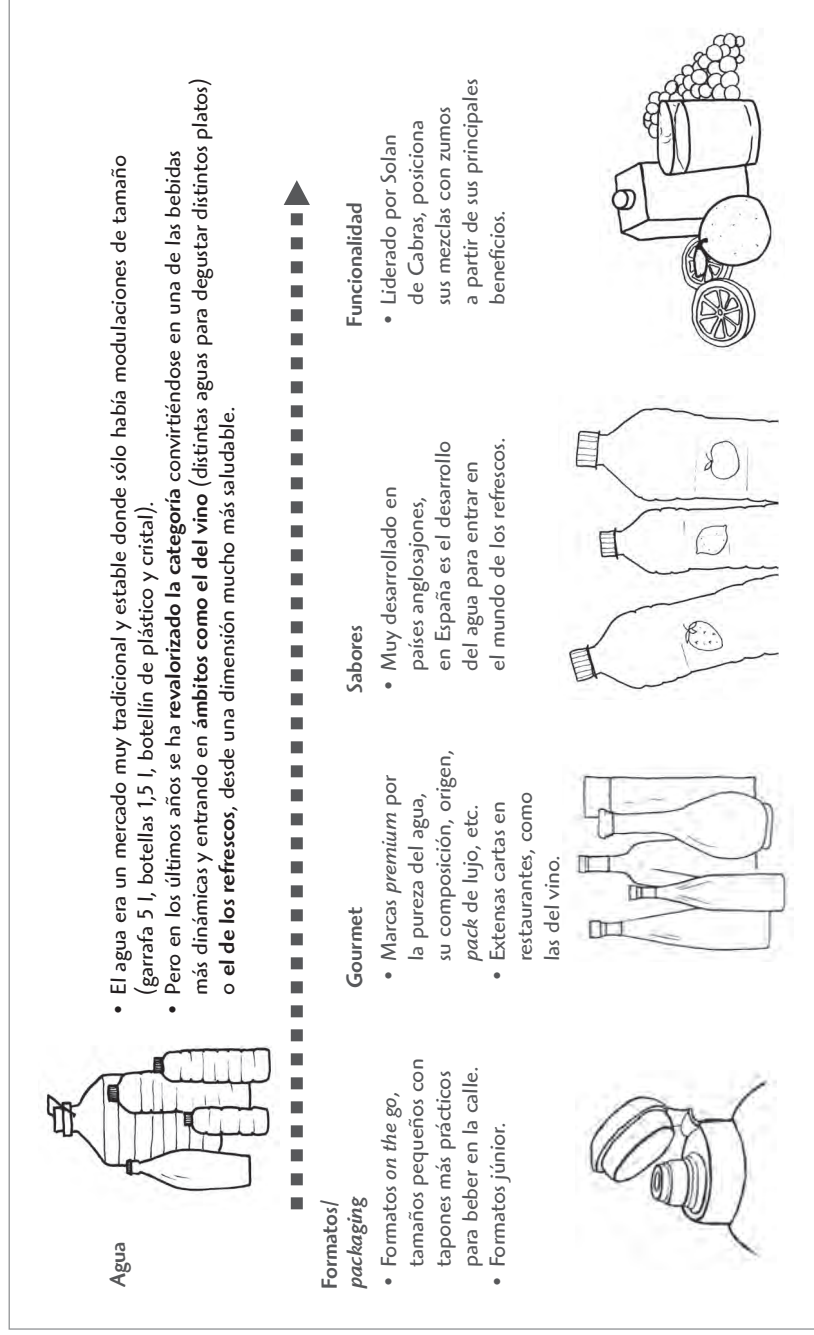 Agua
• El agua era un mercado muy tradicional y estable donde sólo había modulaciones de tamaño
(garrafa 5 l, botellas 1,5 l, botellín de plástico y cristal).
• Pero en los últimos años se ha revalorizado la categoría convirtiéndose en una de las bebidas
más dinámicas y entrando en ámbitos como el del vino (distintas aguas para degustar distintos platos)
o el de los refrescos, desde una dimensión mucho más saludable.
Formatos/
packaging
• Formatos on the go,
tamaños pequeños con
tapones más prácticos
para beber en la calle.
• Formatos júnior.
Gourmet
• Marcas premium por
la pureza del agua,
su composición, origen,
pack de lujo, etc.
• Extensas cartas en
restaurantes, como
las del vino.
Sabores
• Muy desarrollado en
países anglosajones,
en España es el desarrollo
del agua para entrar en
el mundo de los refrescos.
Funcionalidad
• Liderado por Solan
de Cabras, posiciona
sus mezclas con zumos
a partir de sus principales
beneficios.